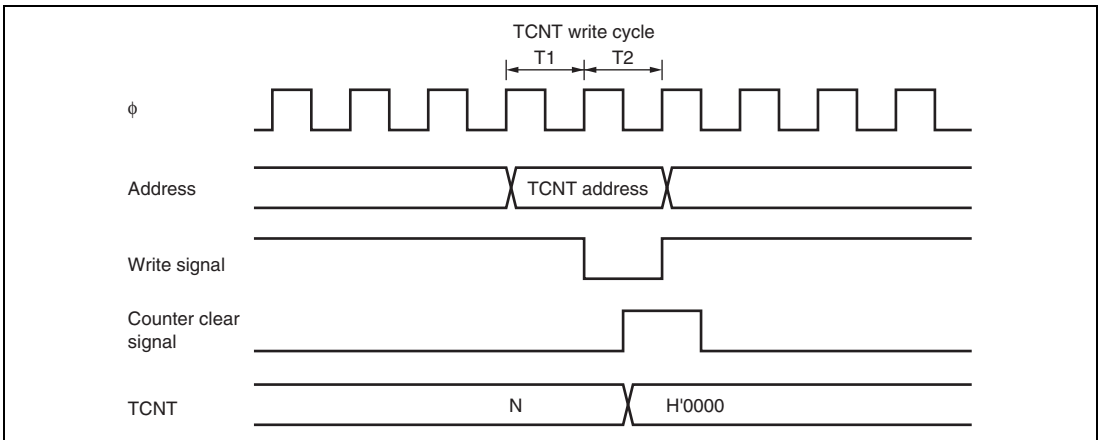 TCNT write cycle
T1 T2
ϕ
Address
TCNT address
Write signal
Counter clear
signal
TCNT
N
H'0000